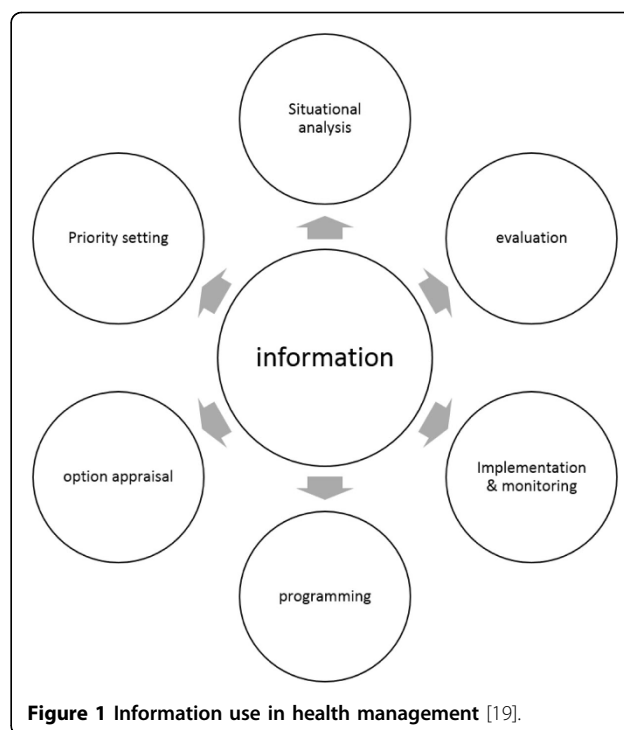 Situational
analysis
Priority setting
evaluation
information
option appraisal
Implementation
& monitoring
programming
Figure 1 Information use in health management [19].